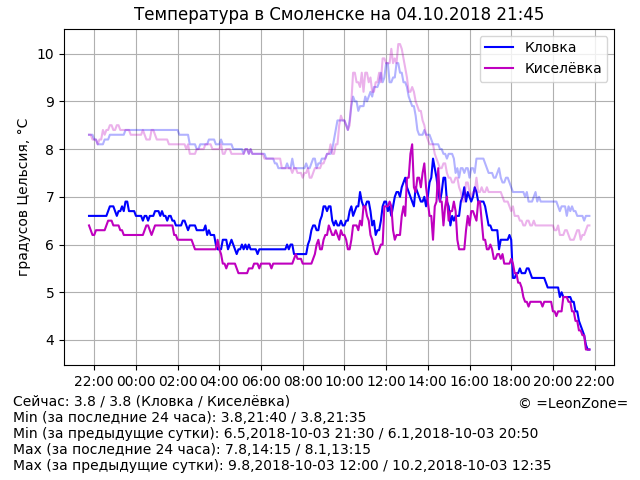 Температура в Смоленске на 04.10.2018 21:45
Кловка
Киселёвка
градусов Цельсия, °C
10
9
8
7
6
5
4
22:00 00:00 02:00 04:00 06:00 08:00 10:00 12:00 14:00 16:00 18:00 20:00 22:00
Сейчас: 3.8 / 3.8 (Кловка / Киселёвка)
© =LeonZone=
Min (за последние 24 часа): 3.8,21:40 / 3.8,21:35
Min (за предыдущие сутки): 6.5,2018-10-03 21:30 / 6.1,2018-10-03 20:50
Max (за последние 24 часа): 7.8,14:15 / 8.1,13:15
Max (за предыдущие сутки): 9.8,2018-10-03 12:00 / 10.2,2018-10-03 12:35